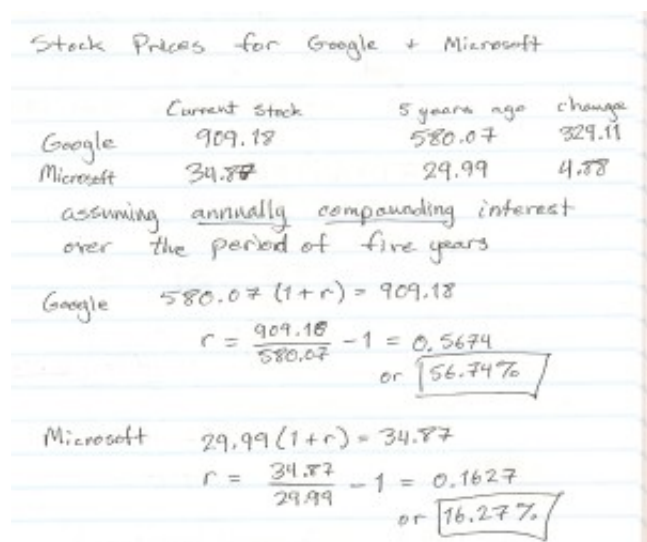 Stock Prices for Google + Microsoft
Current stock 5 years ago change
Google 909.18 580.07 329.11
Microsoft 34.87 29.99 4.88
assuming annually compounding interest
over the period of five years
Google 580.07 (1+r) = 909.18
r = 909.18 / 580.07 - 1 = 0.5674
or 56.74%
Microsoft 29.99 (1+r) = 34.87
r = 34.87 / 29.99 - 1 = 0.1627
or 16.27%